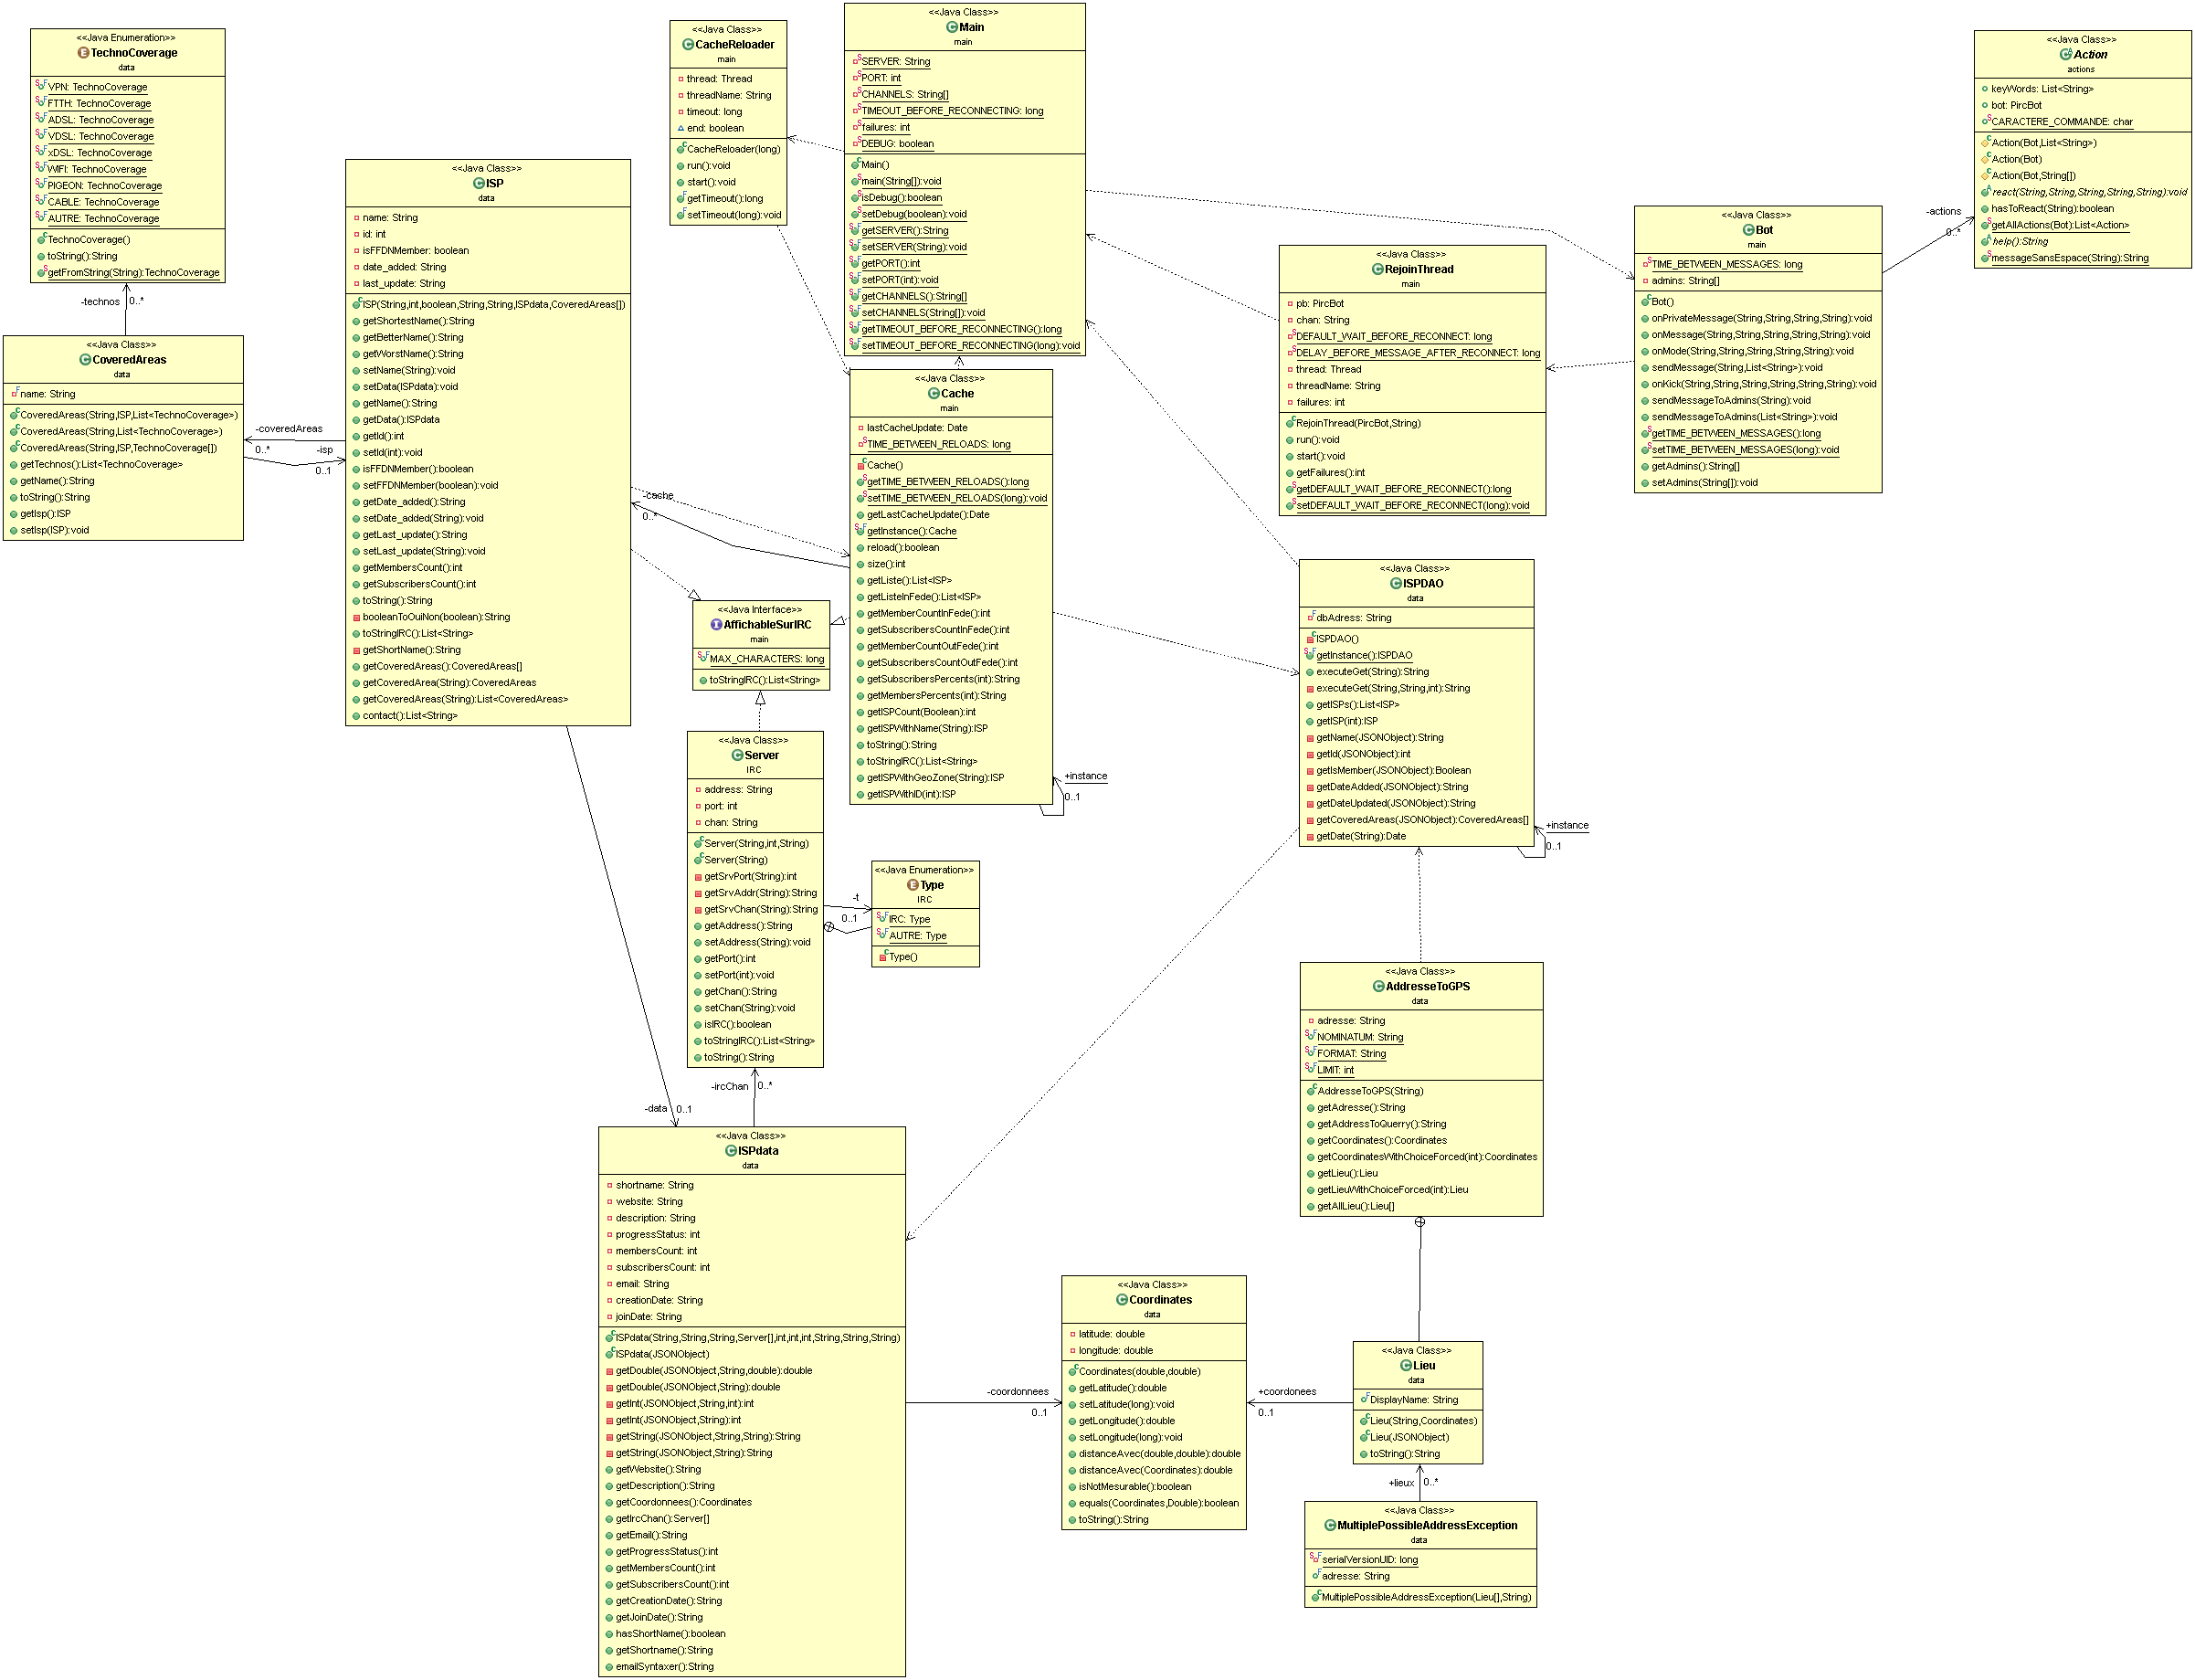 <<Java Enumeration>>
TechnoCoverage
data
VPN: TechnoCoverage
FTTH: TechnoCoverage
ADSL: TechnoCoverage
VDSL: TechnoCoverage
xDSL: TechnoCoverage
WIFI: TechnoCoverage
PIGEON: TechnoCoverage
CABLE: TechnoCoverage
AUTRE: TechnoCoverage
TechnoCoverage()
toString():String
getFromString(String):TechnoCoverage
-technos
0..*
<<Java Class>>
CoveredAreas
data
name: String
CoveredAreas(String,ISP,List<TechnoCoverage>)
CoveredAreas(String,List<TechnoCoverage>)
CoveredAreas(String,ISP,TechnoCoverage[])
getTechnos():List<TechnoCoverage>
getName():String
toString():String
getIsp():ISP
setIsp(ISP):void
-coveredAreas
0..*
-isp
0..1
<<Java Class>>
ISP
data
name: String
id: int
isFFDNMember: boolean
date_added: String
last_update: String
ISP(String,int,boolean,String,String,ISPdata,CoveredAreas[])
getShortestName():String
getBetterName():String
getWorstName():String
setName(String):void
setData(ISPdata):void
getName():String
getData():ISPdata
getId():int
setId(int):void
isFFDNMember():boolean
setFFDNMember(boolean):void
getDate_added():String
setDate_added(String):void
getLast_update():String
setLast_update(String):void
getMembersCount():int
getSubscribersCount():int
toString():String
booleanToOuiNon(boolean):String
toStringIRC():List<String>
getShortName():String
getCoveredAreas():CoveredAreas[]
getCoveredArea(String):CoveredAreas
getCoveredAreas(String):List<CoveredAreas>
contact():List<String>
-cache
0..*
-data
0..1
<<Java Class>>
CacheReloader
main
thread: Thread
threadName: String
timeout: long
end: boolean
CacheReloader(long)
run():void
start():void
getTimeout():long
setTimeout(long):void
<<Java Class>>
Main
main
SERVER: String
PORT: int
CHANNELS: String[]
TIMEOUT_BEFORE_RECONNECTING: long
failures: int
DEBUG: boolean
Main()
main(String[]):void
isDebug():boolean
setDebug(boolean):void
getSERVER():String
setSERVER(String):void
getPORT():int
setPORT(int):void
getCHANNELS():String[]
setCHANNELS(String[]):void
getTIMEOUT_BEFORE_RECONNECTING():long
setTIMEOUT_BEFORE_RECONNECTING(long):void
<<Java Class>>
Cache
main
lastCacheUpdate: Date
TIME_BETWEEN_RELOADS: long
Cache()
getTIME_BETWEEN_RELOADS():long
setTIME_BETWEEN_RELOADS(long):void
getLastCacheUpdate():Date
getInstance():Cache
reload():boolean
size():int
getListe():List<ISP>
getListeInFede():List<ISP>
getMemberCountInFede():int
getSubscribersCountInFede():int
getMemberCountOutFede():int
getSubscribersCountOutFede():int
getSubscribersPercents(int):String
getMembersPercents(int):String
getISPCount(Boolean):int
getISPWithName(String):ISP
toString():String
toStringIRC():List<String>
getISPWithGeoZone(String):ISP
getISPWithID(int):ISP
+instance
0..1
<<Java Interface>>
AffichableSurIRC
main
MAX_CHARACTERS: long
toStringIRC():List<String>
<<Java Class>>
Server
IRC
address: String
port: int
chan: String
Server(String,int,String)
Server(String)
getSrvPort(String):int
getSrvAddr(String):String
getSrvChan(String):String
getAddress():String
setAddress(String):void
getPort():int
setPort(int):void
getChan():String
setChan(String):void
isIRC():boolean
toStringIRC():List<String>
toString():String
-t
0..1
<<Java Enumeration>>
Type
IRC
IRC: Type
AUTRE: Type
Type()
-ircChan
0..*
<<Java Class>>
ISPdata
data
shortname: String
website: String
description: String
progressStatus: int
membersCount: int
subscribersCount: int
email: String
creationDate: String
joinDate: String
ISPdata(String,String,String,Server[],int,int,int,String,String,String)
ISPdata(JSONObject)
getDouble(JSONObject,String,double):double
getDouble(JSONObject,String):double
getInt(JSONObject,String,int):int
getInt(JSONObject,String):int
getString(JSONObject,String,String):String
getString(JSONObject,String):String
getWebsite():String
getDescription():String
getCoordonnees():Coordinates
getIrcChan():Server[]
getEmail():String
getProgressStatus():int
getMembersCount():int
getSubscribersCount():int
getCreationDate():String
getJoinDate():String
hasShortName():boolean
getShortname():String
emailSyntaxer():String
-coordonnees
0..1
<<Java Class>>
Coordinates
data
latitude: double
longitude: double
Coordinates(double,double)
getLatitude():double
setLatitude(long):void
getLongitude():double
setLongitude(long):void
distanceAvec(double,double):double
distanceAvec(Coordinates):double
isNotMesurable():boolean
equals(Coordinates,Double):boolean
toString():String
+coordonees
0..1
<<Java Class>>
RejoinThread
main
pb: PircBot
chan: String
DEFAULT_WAIT_BEFORE_RECONNECT: long
DELAY_BEFORE_MESSAGE_AFTER_RECONNECT: long
thread: Thread
threadName: String
failures: int
RejoinThread(PircBot,String)
run():void
start():void
getFailures():int
getDEFAULT_WAIT_BEFORE_RECONNECT():long
setDEFAULT_WAIT_BEFORE_RECONNECT(long):void
<<Java Class>>
Bot
main
TIME_BETWEEN_MESSAGES: long
admins: String[]
Bot()
onPrivateMessage(String,String,String,String):void
onMessage(String,String,String,String,String):void
onMode(String,String,String,String,String):void
sendMessage(String,List<String>):void
onKick(String,String,String,String,String,String):void
sendMessageToAdmins(String):void
sendMessageToAdmins(List<String>):void
getTIME_BETWEEN_MESSAGES():long
setTIME_BETWEEN_MESSAGES(long):void
getAdmins():String[]
setAdmins(String[]):void
-actions
0..*
<<Java Class>>
Action
actions
keyWords: List<String>
bot: PircBot
CARACTERE_COMMANDE: char
Action(Bot,List<String>)
Action(Bot)
Action(Bot,String[])
react(String,String,String,String,String):void
hasToReact(String):boolean
getAllActions(Bot):List<Action>
help():String
messageSansEspace(String):String
<<Java Class>>
ISPDAO
data
dbAdress: String
ISPDAO()
getInstance():ISPDAO
executeGet(String):String
executeGet(String,String,int):String
getISPs():List<ISP>
getISP(int):ISP
getName(JSONObject):String
getId(JSONObject):int
getIsMember(JSONObject):Boolean
getDateAdded(JSONObject):String
getDateUpdated(JSONObject):String
getCoveredAreas(JSONObject):CoveredAreas[]
getDate(String):Date
+instance
0..1
<<Java Class>>
AddresseToGPS
data
adresse: String
NOMINATUM: String
FORMAT: String
LIMIT: int
AddresseToGPS(String)
getAdresse():String
getAddressToQuerry():String
getCoordinates():Coordinates
getCoordinatesWithChoiceForced(int):Coordinates
getLieu():Lieu
getLieuWithChoiceForced(int):Lieu
getAllLieu():Lieu[]
<<Java Class>>
Lieu
data
DisplayName: String
Lieu(String,Coordinates)
Lieu(JSONObject)
toString():String
+lieux
0..*
<<Java Class>>
MultiplePossibleAddressException
data
serialVersionUID: long
adresse: String
MultiplePossibleAddressException(Lieu[],String)